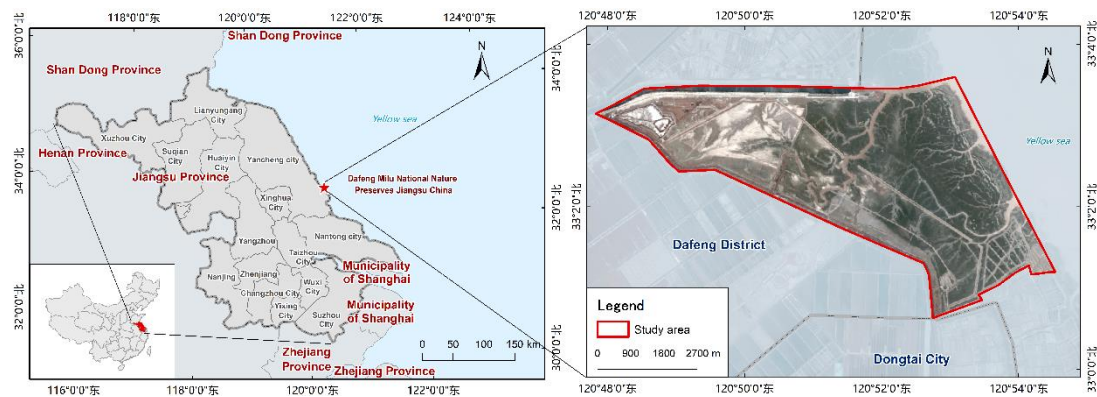 118°0'0"东
120°0'0"东
122°0'0"东
124°0'0"东
36°0'0"北
34°0'0"北
32°0'0"北
34°0'0"北
32°0'0"北
30°0'0"北
116°0'0"东
118°0'0"东
120°0'0"东
122°0'0"东
N
Shan Dong Province
Shan Dong Province
Henan Province
Jiangsu Province
Lianyungang
City
Xuzhou City
Suqian
City
Huaiyin
City
Yancheng city
Yellow sea
Dafeng Milu National Nature
Preserves Jiangsu China
Xinghua
City
Yangzhou
Taizhou
City
Nantong city
Nanjing
Zhenjiang
Changzhou City
Wuxi
City
Yixing
City
Suzhou
City
Municipality
of Shanghai
Municipality
of Shanghai
Zhejiang
Province
Zhejiang Province
0 50 100 150 km
120°48'0"东
120°50'0"东
120°52'0"东
120°54'0"东
33°2'0"北
33°0'0"北
33°0'4"北
33°0'2"北
33°0'0"北
120°48'0"东
120°50'0"东
120°52'0"东
120°54'0"东
N
Yellow sea
Dafeng District
Dongtai City
Legend
Study area
0 900 1800 2700 m